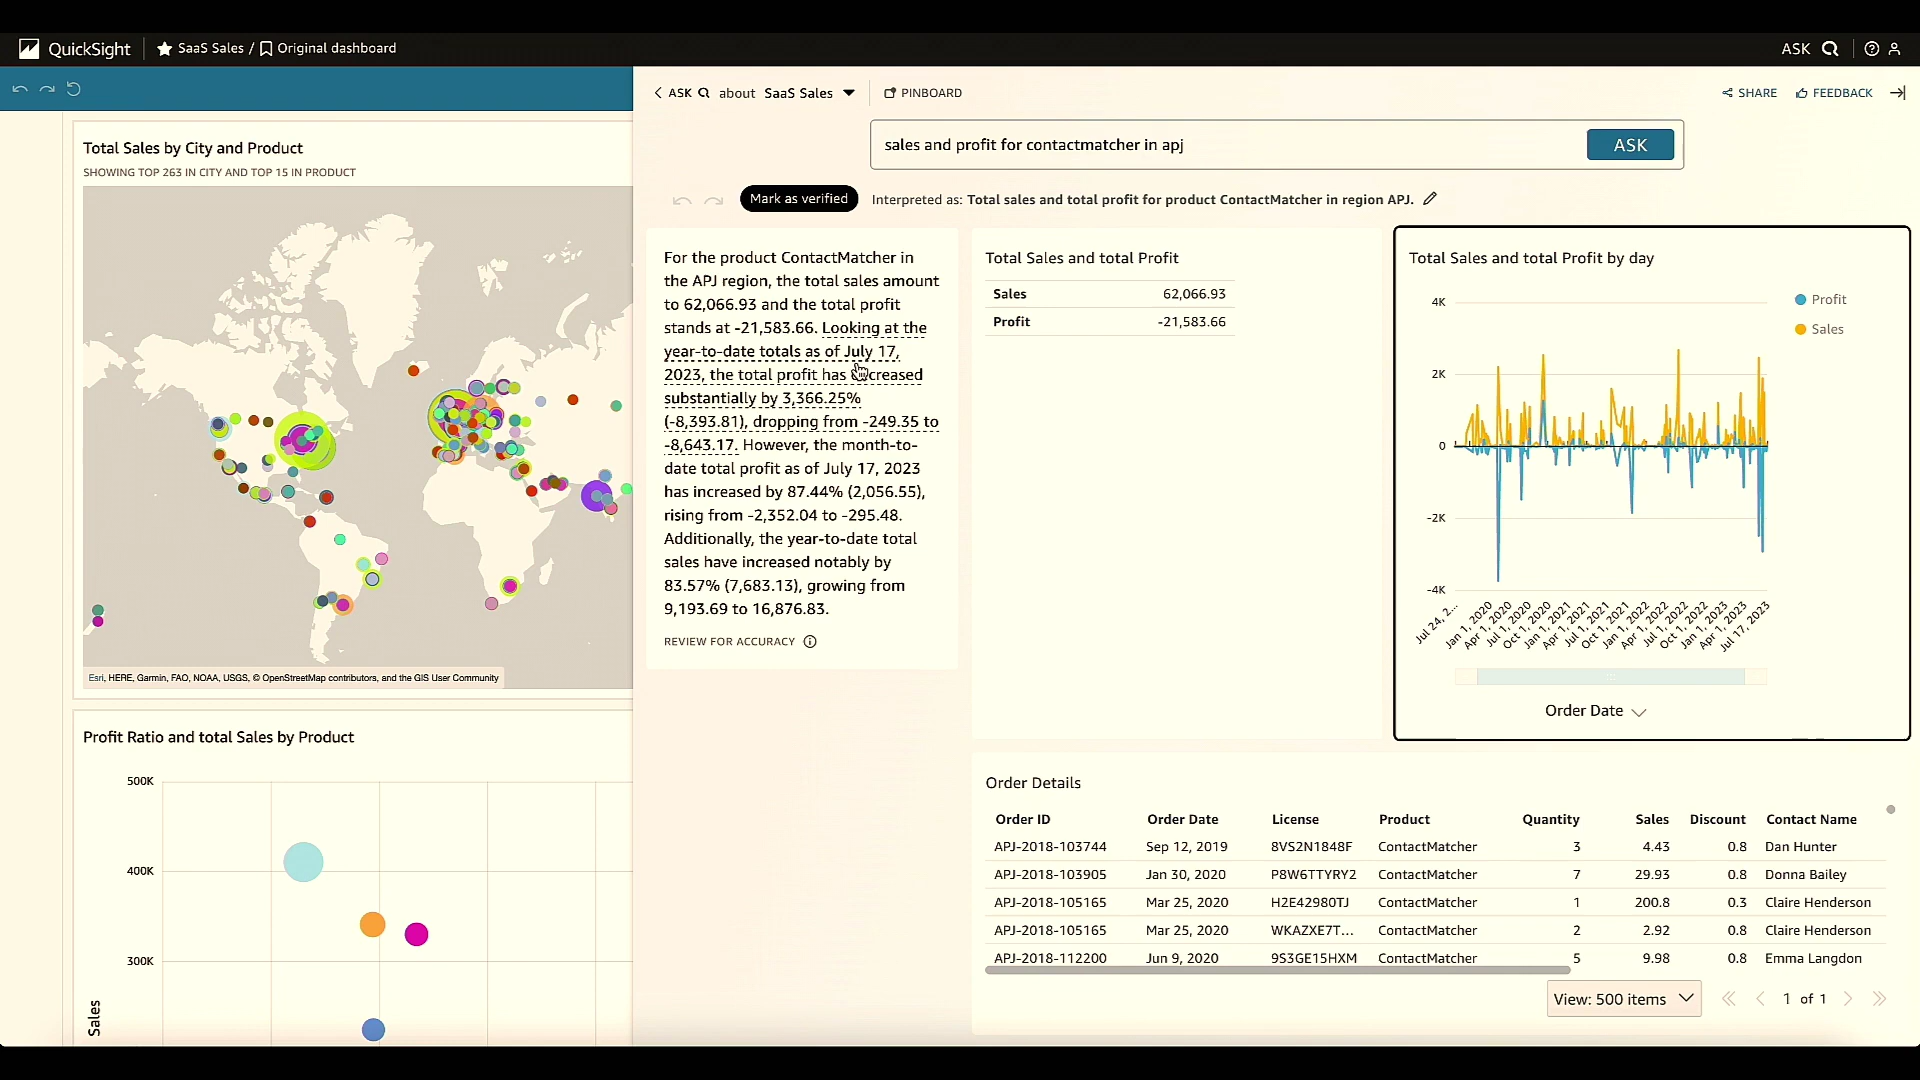 QuickSight
SaaS Sales / Original dashboard
ASK
ASK about SaaS Sales
PINBOARD
SHARE
FEEDBACK
sales and profit for contactmatcher in apj
ASK
Mark as verified
Interpreted as: Total sales and total profit for product ContactMatcher in region APJ.
Total Sales by City and Product
SHOWING TOP 263 IN CITY AND TOP 15 IN PRODUCT
Esri, HERE, Garmin, FAO, NOAA, USGS, © OpenStreetMap contributors, and the GIS User Community
Profit Ratio and total Sales by Product
500K
400K
300K
Sales
For the product ContactMatcher in
the APJ region, the total sales amount
to 62,066.93 and the total profit
stands at -21,583.66. Looking at the
year-to-date totals as of July 17,
2023, the total profit has decreased
substantially by 3,366.25%
(-8,393.81), dropping from -249.35 to
-8,643.17. However, the month-to-
date total profit as of July 17, 2023
has increased by 87.44% (2,056.55),
rising from -2,352.04 to -295.48.
Additionally, the year-to-date total
sales have increased notably by
83.57% (7,683.13), growing from
9,193.69 to 16,876.83.
REVIEW FOR ACCURACY
Total Sales and total Profit
Sales 62,066.93
Profit -21,583.66
Total Sales and total Profit by day
Profit
Sales
4K
2K
0
-2K
-4K
Jul 24, 2...
Jan 1, 2020
Apr 1, 2020
Jul 1, 2020
Oct 1, 2020
Jan 1, 2021
Apr 1, 2021
Jul 1, 2021
Oct 1, 2021
Jan 1, 2022
Apr 1, 2022
Jul 1, 2022
Oct 1, 2022
Jan 1, 2023
Apr 1, 2023
Jul 17, 2023
Order Date
Order Details
Order ID Order Date License Product Quantity Sales Discount Contact Name
APJ-2018-103744 Sep 12, 2019 8VS2N1848F ContactMatcher 3 4.43 0.8 Dan Hunter
APJ-2018-103905 Jan 30, 2020 P8W6TTYRY2 ContactMatcher 7 29.93 0.8 Donna Bailey
APJ-2018-105165 Mar 25, 2020 H2E42980TJ ContactMatcher 1 200.8 0.3 Claire Henderson
APJ-2018-105165 Mar 25, 2020 WKAZXE7T... ContactMatcher 2 2.92 0.8 Claire Henderson
APJ-2018-112200 Jun 9, 2020 9S3GE15HXM ContactMatcher 5 9.98 0.8 Emma Langdon
View: 500 items
1 of 1